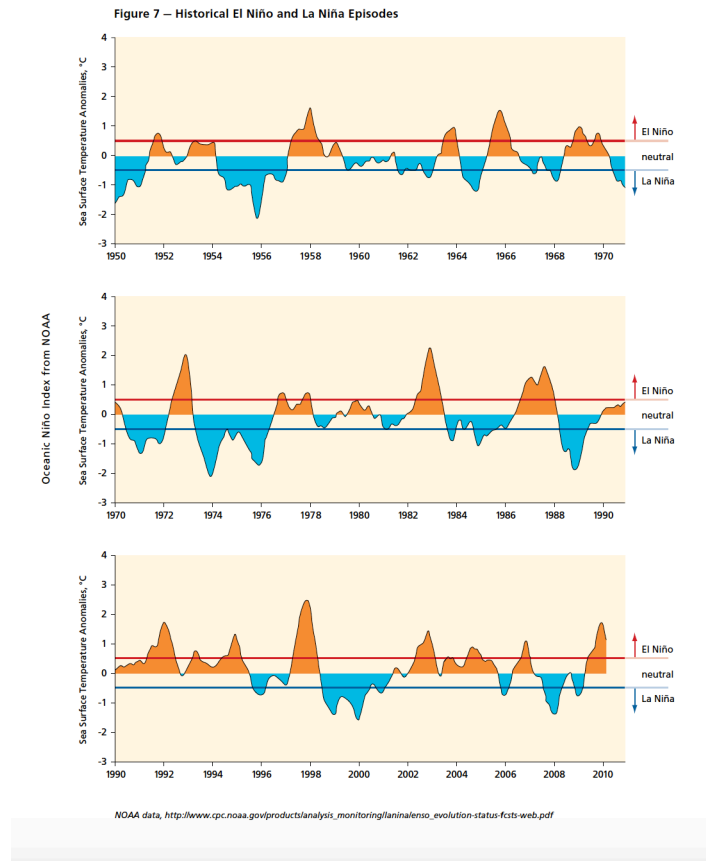 Figure 7 — Historical El Niño and La Niña Episodes
Oceanic Niño Index from NOAA
Sea Surface Temperature Anomalies, °C
4
3
2
1
0
-1
-2
-3
El Niño
neutral
La Niña
1950 1952 1954 1956 1958 1960 1962 1964 1966 1968 1970
Sea Surface Temperature Anomalies, °C
4
3
2
1
0
-1
-2
-3
El Niño
neutral
La Niña
1970 1972 1974 1976 1978 1980 1982 1984 1986 1988 1990
Sea Surface Temperature Anomalies, °C
4
3
2
1
0
-1
-2
-3
El Niño
neutral
La Niña
1990 1992 1994 1996 1998 2000 2002 2004 2006 2008 2010
NOAA data, http://www.cpc.noaa.gov/products/analysis_monitoring/lanina/enso_evolution-status-fcsts-web.pdf